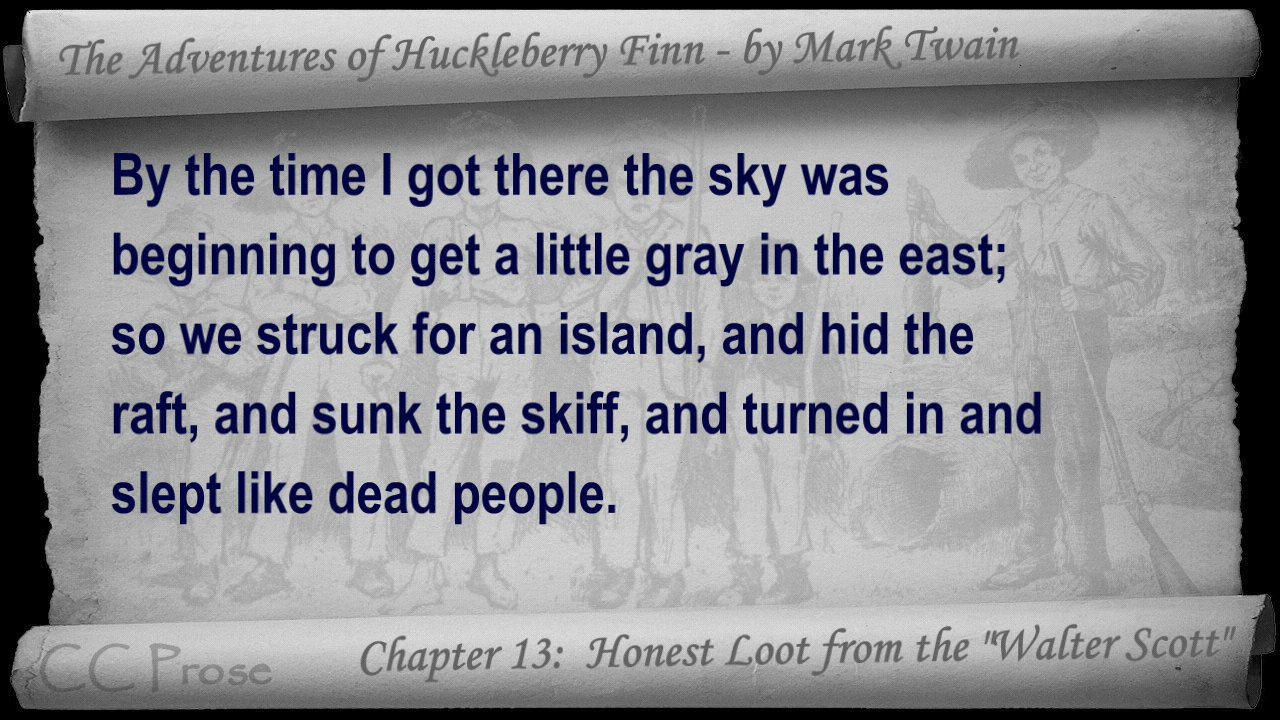 The Adventures of Huckleberry Finn - by Mark Twain
By the time I got there the sky was
beginning to get a little gray in the east;
so we struck for an island, and hid the
raft, and sunk the skiff, and turned in and
slept like dead people.
CC Prose
Chapter 13: Honest Loot from the "Walter Scott"